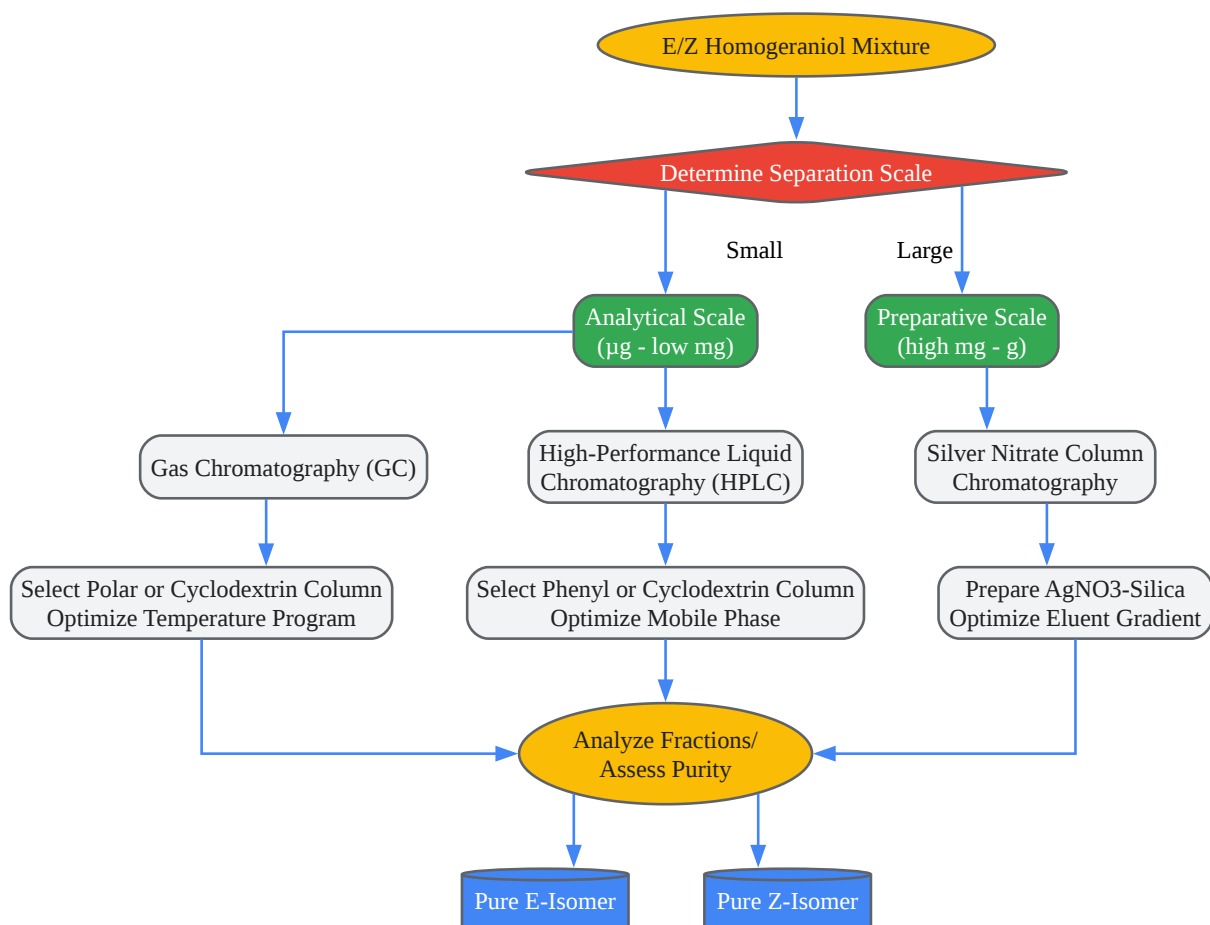 E/Z Homogeraniol Mixture
Determine Separation Scale
Small
Large
Analytical Scale
(µg - low mg)
Preparative Scale
(high mg - g)
Gas Chromatography (GC)
High-Performance Liquid
Chromatography (HPLC)
Silver Nitrate Column
Chromatography
Select Polar or Cyclodextrin Column
Optimize Temperature Program
Select Phenyl or Cyclodextrin Column
Optimize Mobile Phase
Prepare AgNO3-Silica
Optimize Eluent Gradient
Analyze Fractions/
Assess Purity
Pure E-Isomer
Pure Z-Isomer